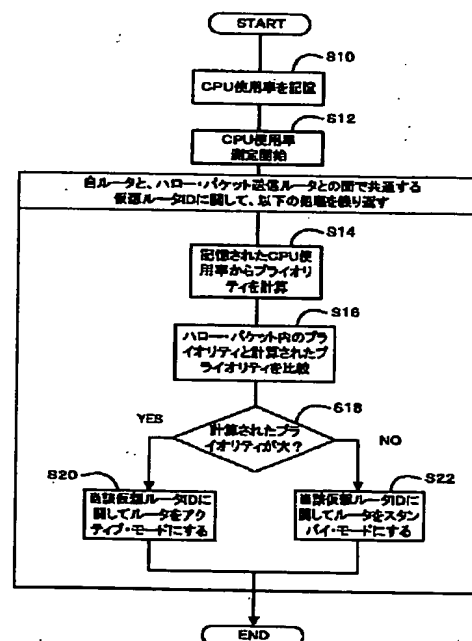 START
S10
CPU使用率を記憶
S12
CPU使用率
測定開始
自ルータと、ハロー・パケット送信ルータとの間で共通する
仮想ルータIDに関して、以下の処理を繰り返す
S14
記憶されたCPU使
用率からプライオリ
ティを計算
S16
ハロー・パケット内のプラ
イオリティと計算されたプ
ライオリティを比較
S18
計算されたプラ
イオリティが大?
YES
NO
S20
当該仮想ルータIDに
関してルータをアク
ティブ・モードにする
S22
当該仮想ルータIDに
関してルータをスタン
バイ・モードにする
END